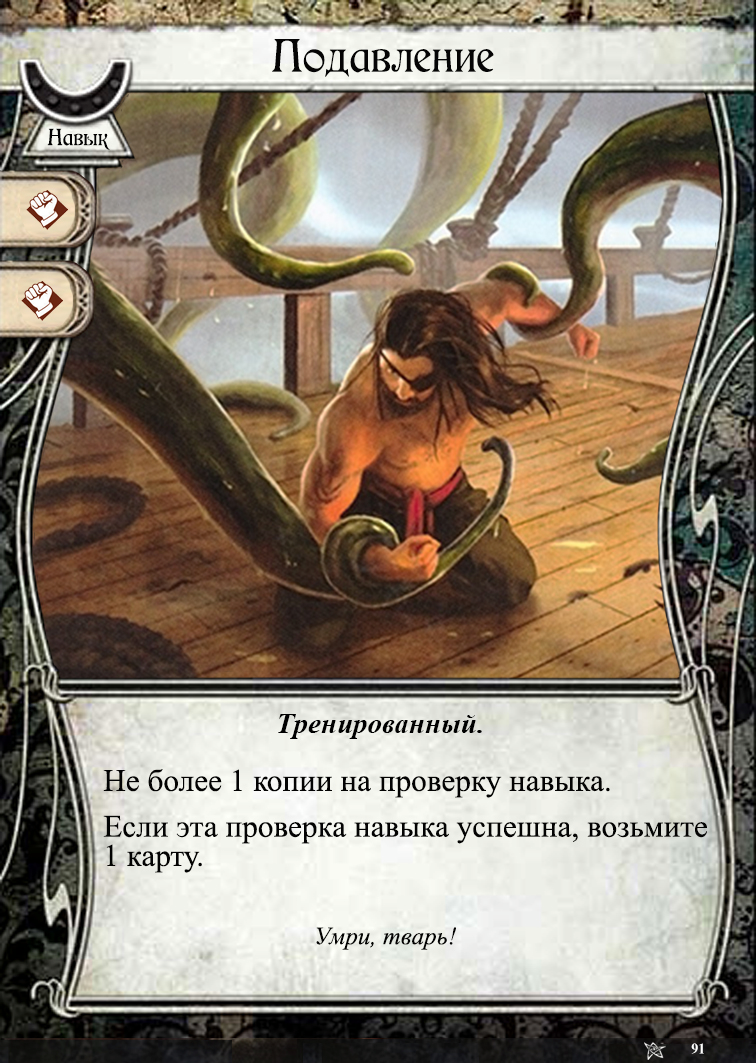 Подавление
Навык
Тренированный.
Не более 1 копии на проверку навыка.
Если эта проверка навыка успешна, возьмите
1 карту.
Умри, тварь!
91